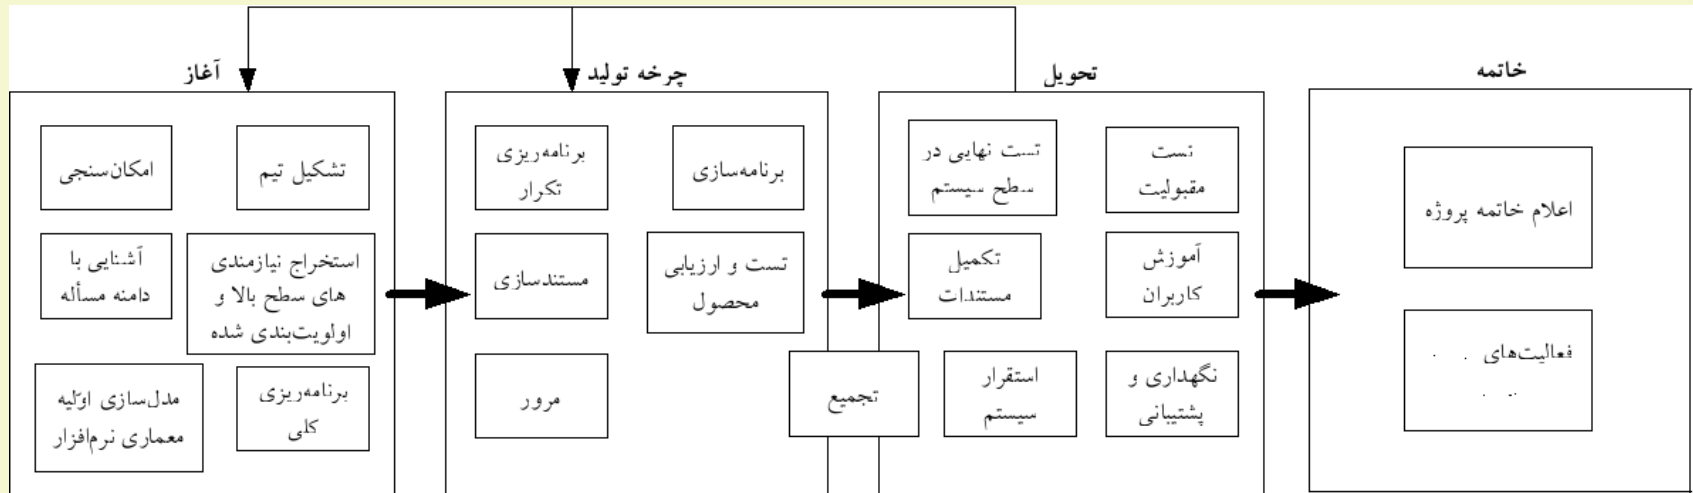 آغاز
تشکیل تیم
امکان‌سنجی
استخراج نیازمندی
های سطح بالا و
اولویت‌بندی شده
آشنایی با
دامنه مسأله
برنامه‌ریزی
کلی
مدل‌سازی اوّلیه
معماری نرم‌افزار
چرخه تولید
برنامه‌ریزی
تکرار
برنامه‌سازی
مستندسازی
تست و ارزیابی
محصول
مرور
تجمیع
تحویل
تست نهایی در
سطح سیستم
تست
مقبولیت
تکمیل
مستندات
آموزش
کاربران
استقرار
سیستم
نگهداری و
پشتیبانی
خاتمه
اعلام خاتمه پروژه
فعالیت‌های